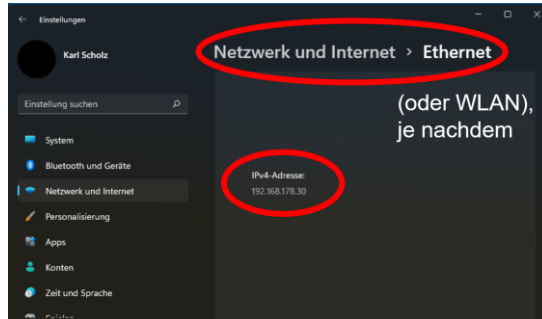 Einstellungen
Karl Scholz
Netzwerk und Internet › Ethernet
Einstellung suchen
(oder WLAN),
je nachdem
System
Bluetooth und Geräte
IPv4-Adresse:
192.168.178.30
Netzwerk und Internet
Personalisierung
Apps
Konten
Zeit und Sprache